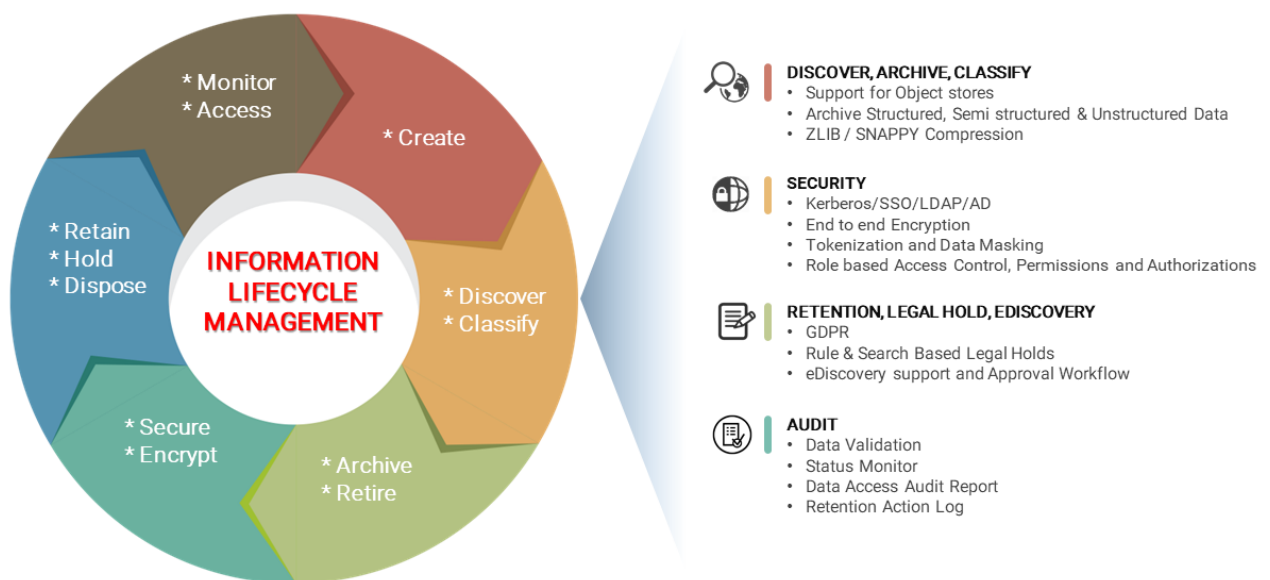 * Monitor
* Access
* Create
* Retain
* Hold
* Dispose
INFORMATION
LIFECYCLE
MANAGEMENT
* Discover
* Classify
* Secure
* Encrypt
* Archive
* Retire
DISCOVER, ARCHIVE, CLASSIFY
• Support for Object stores
• Archive Structured, Semi structured & Unstructured Data
• ZLIB / SNAPPY Compression
SECURITY
• Kerberos/SSO/LDAP/AD
• End to end Encryption
• Tokenization and Data Masking
• Role based Access Control, Permissions and Authorizations
RETENTION, LEGAL HOLD, EDISCOVERY
• GDPR
• Rule & Search Based Legal Holds
• eDiscovery support and Approval Workflow
AUDIT
• Data Validation
• Status Monitor
• Data Access Audit Report
• Retention Action Log